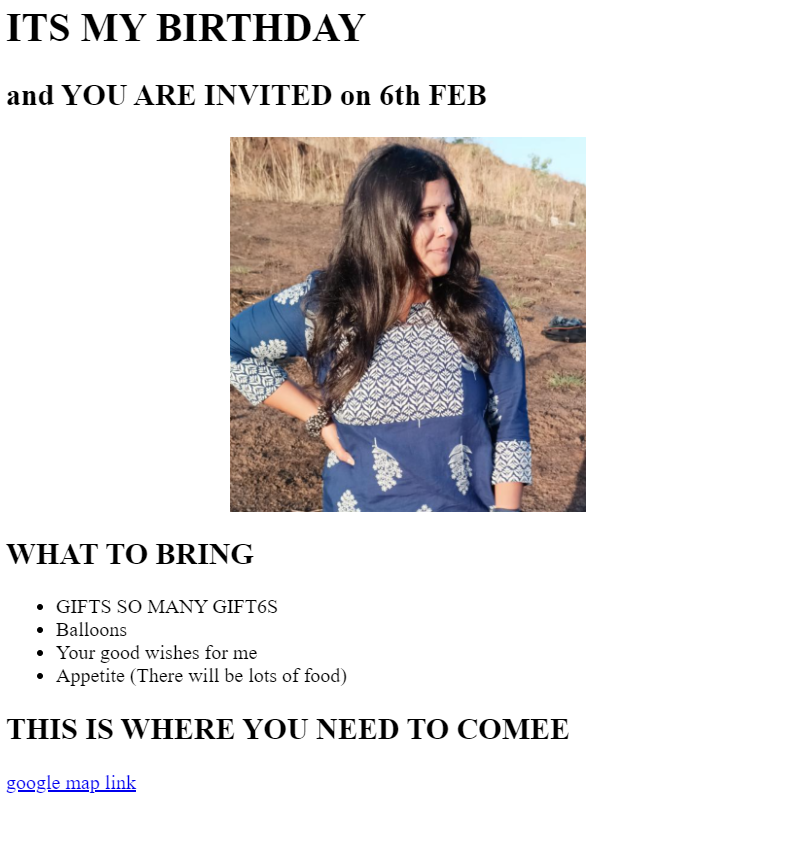 ITS MY BIRTHDAY
and YOU ARE INVITED on 6th FEB
WHAT TO BRING
GIFTS SO MANY GIFT6S
Balloons
Your good wishes for me
Appetite (There will be lots of food)
THIS IS WHERE YOU NEED TO COMEE
google map link